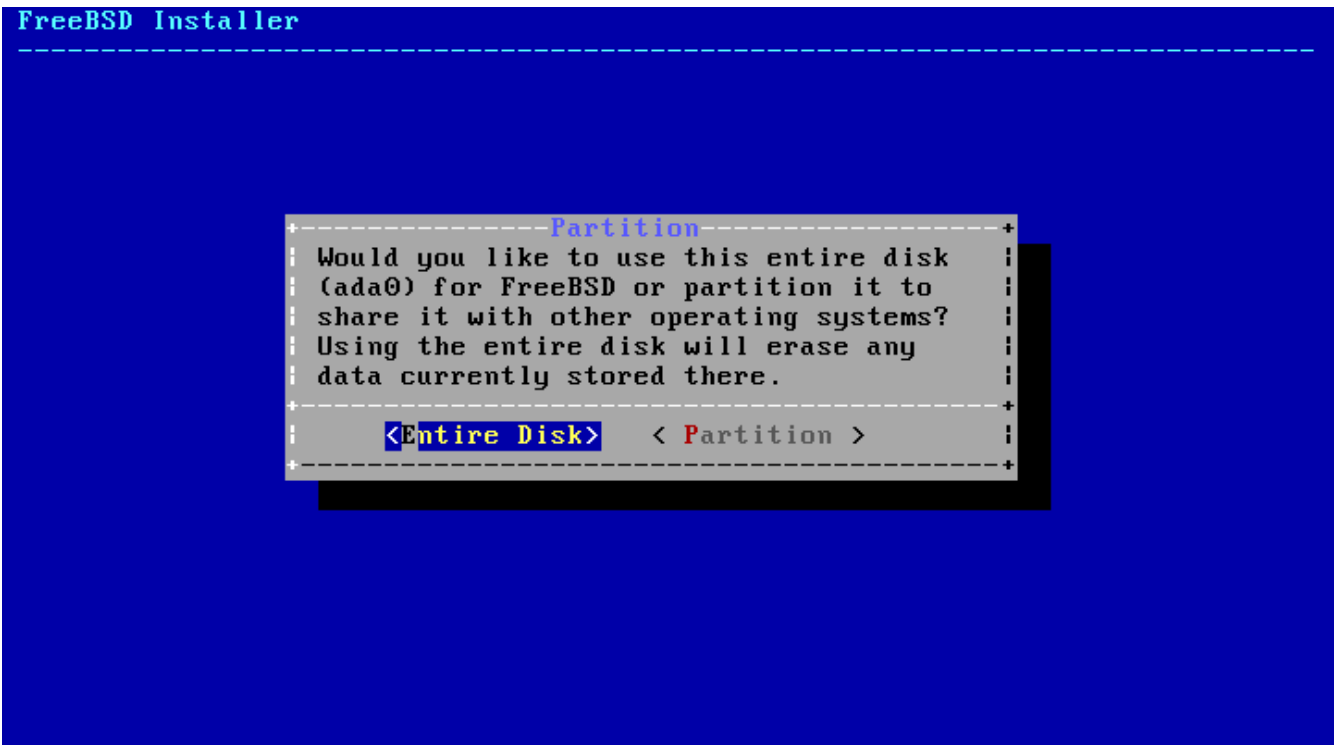 FreeBSD Installer
Partition
Would you like to use this entire disk
(ada0) for FreeBSD or partition it to
share it with other operating systems?
Using the entire disk will erase any
data currently stored there.
<Entire Disk> < Partition >